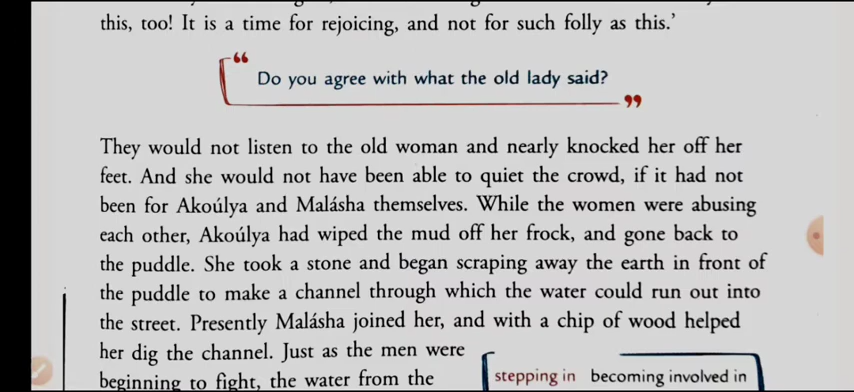 this, too! It is a time for rejoicing, and not for such folly as this.’
“
Do you agree with what the old lady said?
”
They would not listen to the old woman and nearly knocked her off her
feet. And she would not have been able to quiet the crowd, if it had not
been for Akoúlya and Malásha themselves. While the women were abusing
each other, Akoúlya had wiped the mud off her frock, and gone back to
the puddle. She took a stone and began scraping away the earth in front of
the puddle to make a channel through which the water could run out into
the street. Presently Malásha joined her, and with a chip of wood helped
her dig the channel. Just as the men were
beginning to fight, the water from the
stepping in becoming involved in